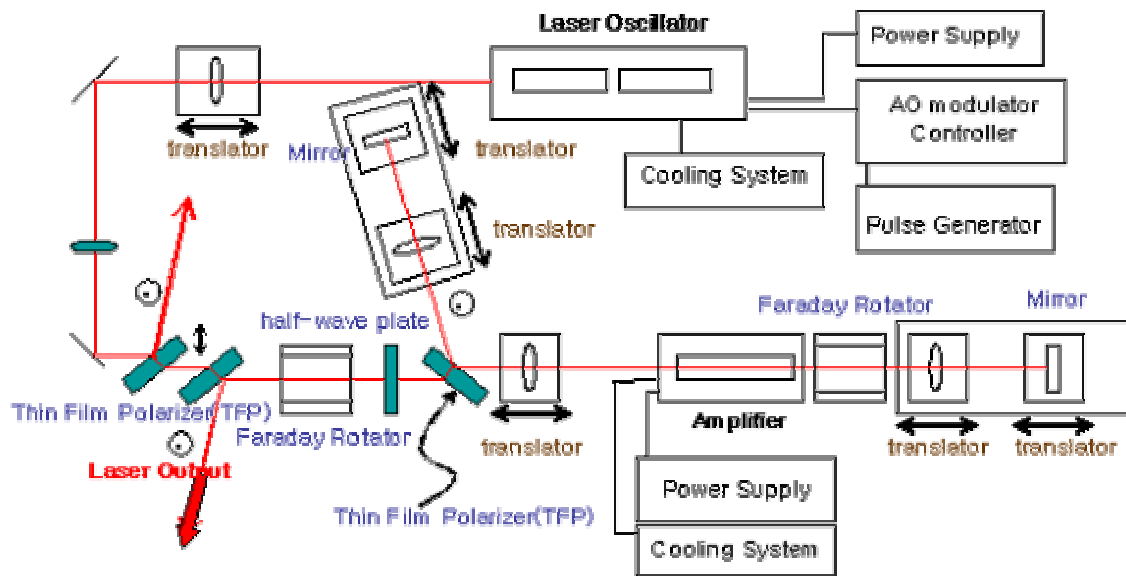 Laser Oscillator
Power Supply
AO modulator
Controller
translator
Mirror
translator
Cooling System
Pulse Generator
translator
half-wave plate
Faraday Rotator
Mirror
Thin Film Polarizer(TFP)
Faraday Rotator
Amplifier
translator
translator
translator
Laser Output
Power Supply
Thin Film Polarizer(TFP)
Cooling System